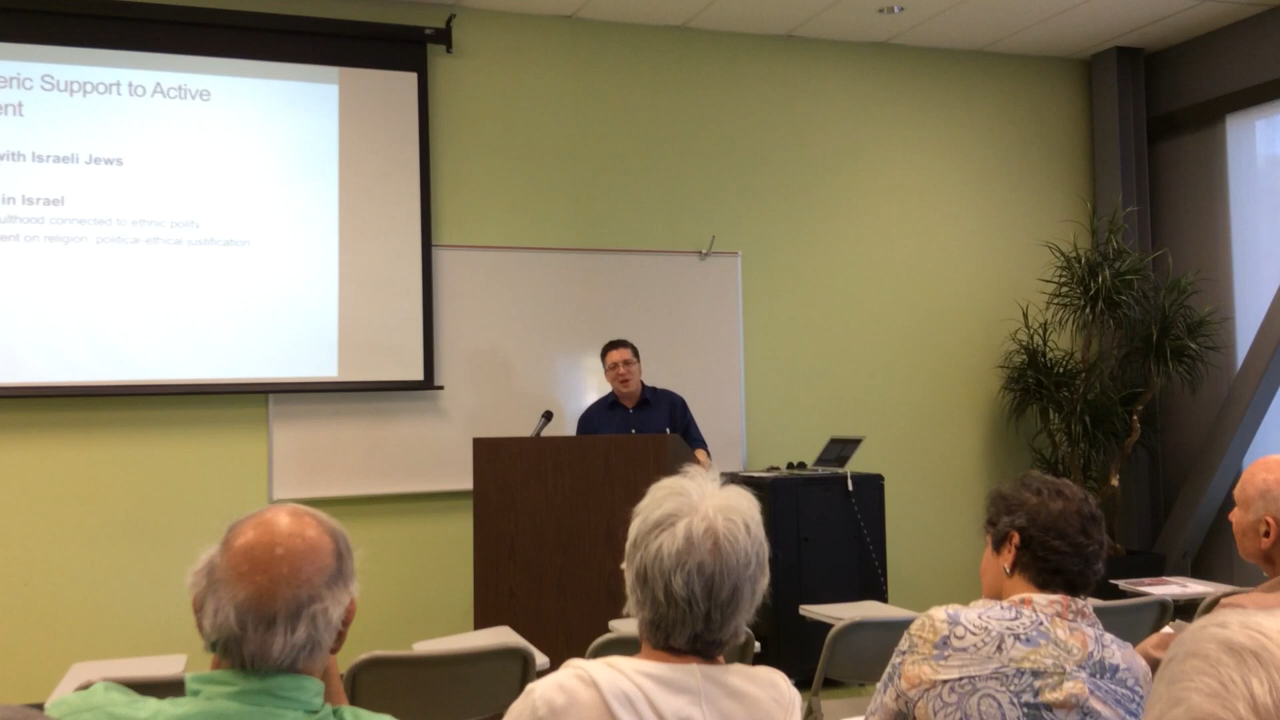 eric Support to Active
ent
with Israeli Jews
in Israel
ulthood connected to ethnic polity
ent on religion political-ethical justification